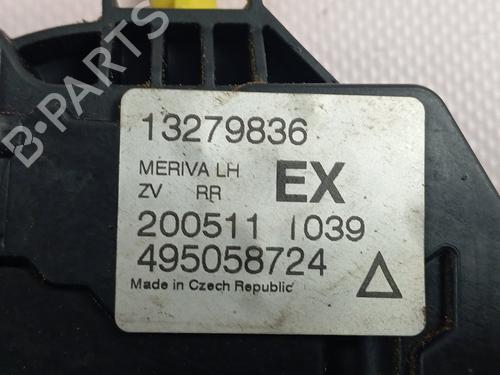 B-PARTS
13279836
MERIVA LH
ZV RR
EX
200511 1039
495058724
Made in Czech Republic